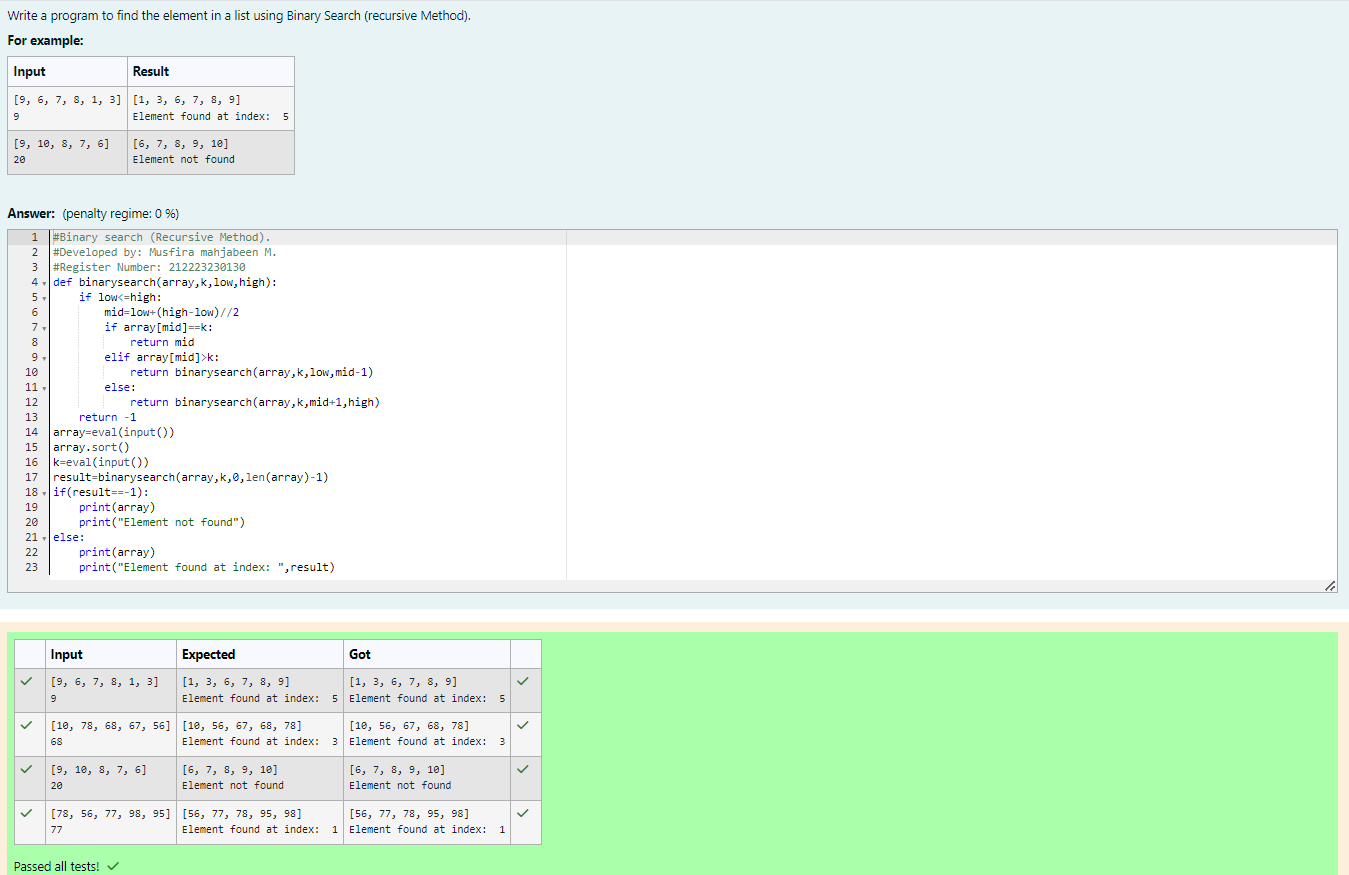 Write a program to find the element in a list using Binary Search (recursive Method).
For example:
Input Result
[9, 6, 7, 8, 1, 3] [1, 3, 6, 7, 8, 9]
9 Element found at index:  5
[9, 10, 8, 7, 6] [6, 7, 8, 9, 10]
20 Element not found
Answer: (penalty regime: 0 %)
1 #Binary search (Recursive Method).
2 #Developed by: Musfira mahjabeen M.
3 #Register Number: 212223230130
4 def binarysearch(array,k,low,high):
5     if low<=high:
6         mid=low+(high-low)//2
7         if array[mid]==k:
8             return mid
9         elif array[mid]>k:
10             return binarysearch(array,k,low,mid-1)
11         else:
12             return binarysearch(array,k,mid+1,high)
13     return -1
14 array=eval(input())
15 array.sort()
16 k=eval(input())
17 result=binarysearch(array,k,0,len(array)-1)
18 if(result==-1):
19     print(array)
20     print("Element not found")
21 else:
22     print(array)
23     print("Element found at index: ",result)
Input Expected Got
[9, 6, 7, 8, 1, 3] [1, 3, 6, 7, 8, 9] [1, 3, 6, 7, 8, 9]
9 Element found at index:  5 Element found at index:  5
[10, 78, 68, 67, 56] [10, 56, 67, 68, 78] [10, 56, 67, 68, 78]
68 Element found at index:  3 Element found at index:  3
[9, 10, 8, 7, 6] [6, 7, 8, 9, 10] [6, 7, 8, 9, 10]
20 Element not found Element not found
[78, 56, 77, 98, 95] [56, 77, 78, 95, 98] [56, 77, 78, 95, 98]
77 Element found at index:  1 Element found at index:  1
Passed all tests!